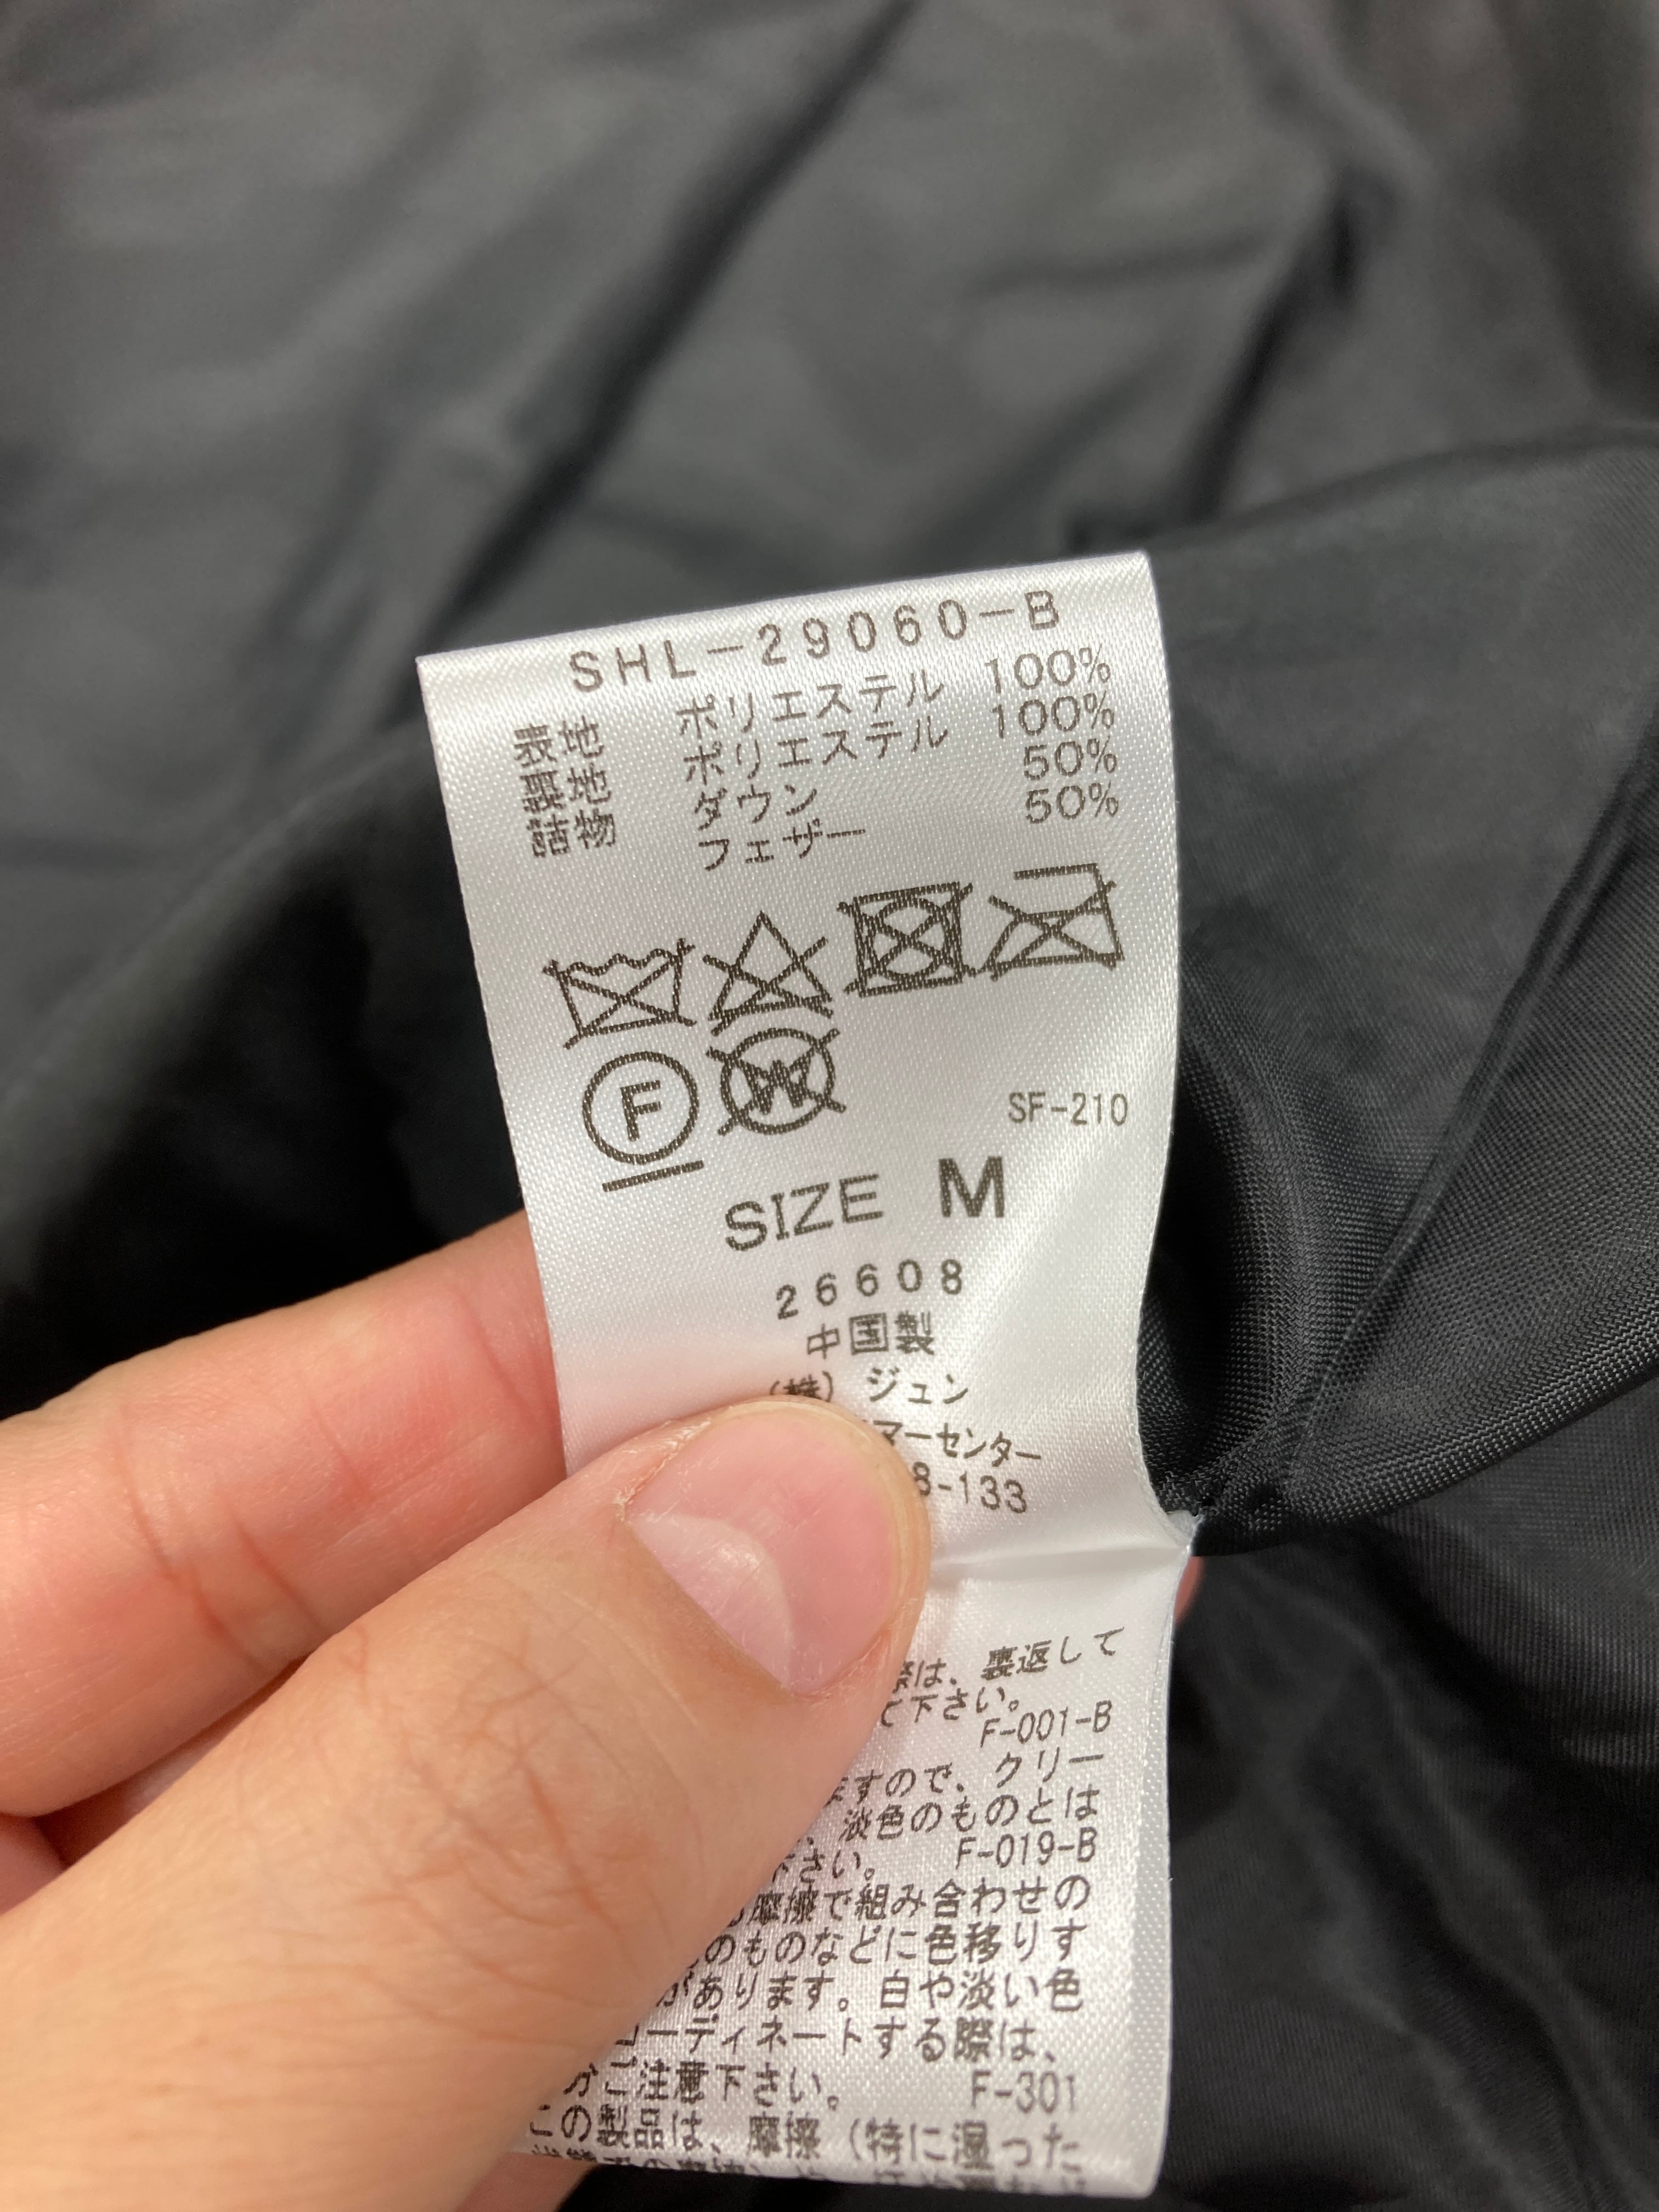 SHL-29060-B
表地 ポリエステル 100%
裏地 ポリエステル 100%
詰物 ダウン 50%
フェザー 50%
F W
SF-210
SIZE M
26608
中国製
(株) ジュン
マーセンター
8-133
際は、裏返して
て下さい。
F-001-B
ますので、クリー
、淡色のものとは
下さい。 F-019-B
摩擦で組み合わせの
のものなどに色移りす
があります。白や淡い色
コーディネートする際は、
分ご注意下さい。 F-301
この製品は、摩擦(特に湿った